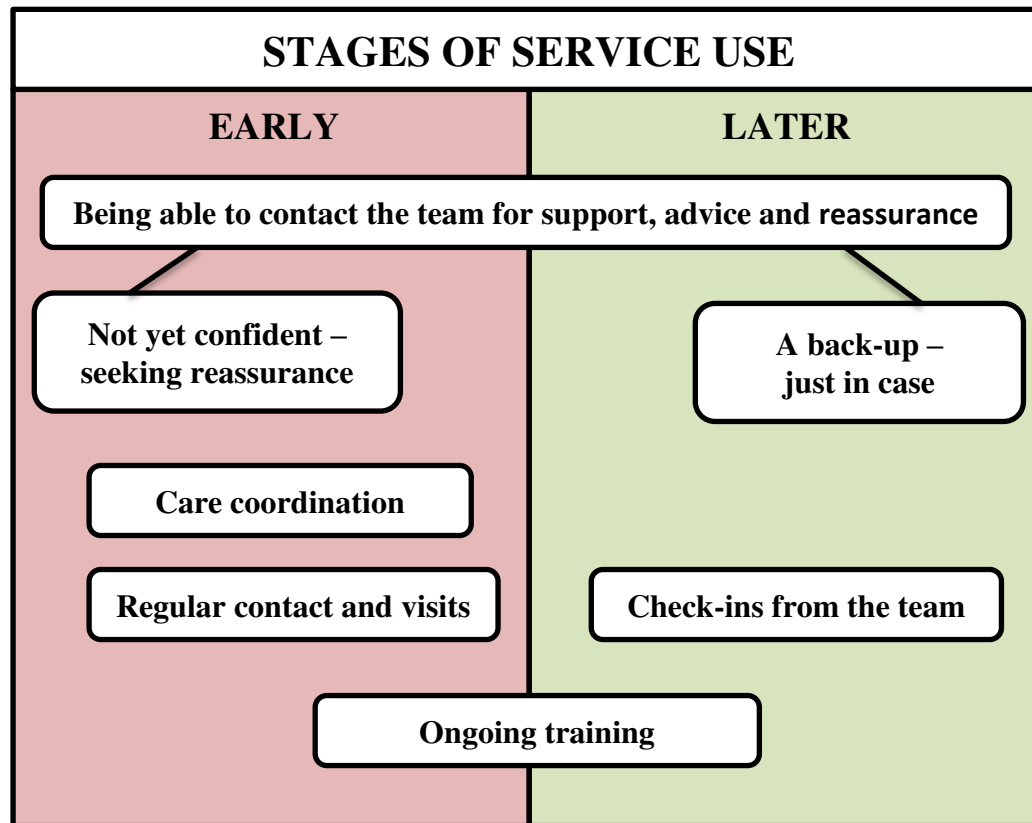 STAGES OF SERVICE USE
EARLY
LATER
Being able to contact the team for support, advice and reassurance
Not yet confident –
seeking reassurance
A back-up –
just in case
Care coordination
Regular contact and visits
Check-ins from the team
Ongoing training